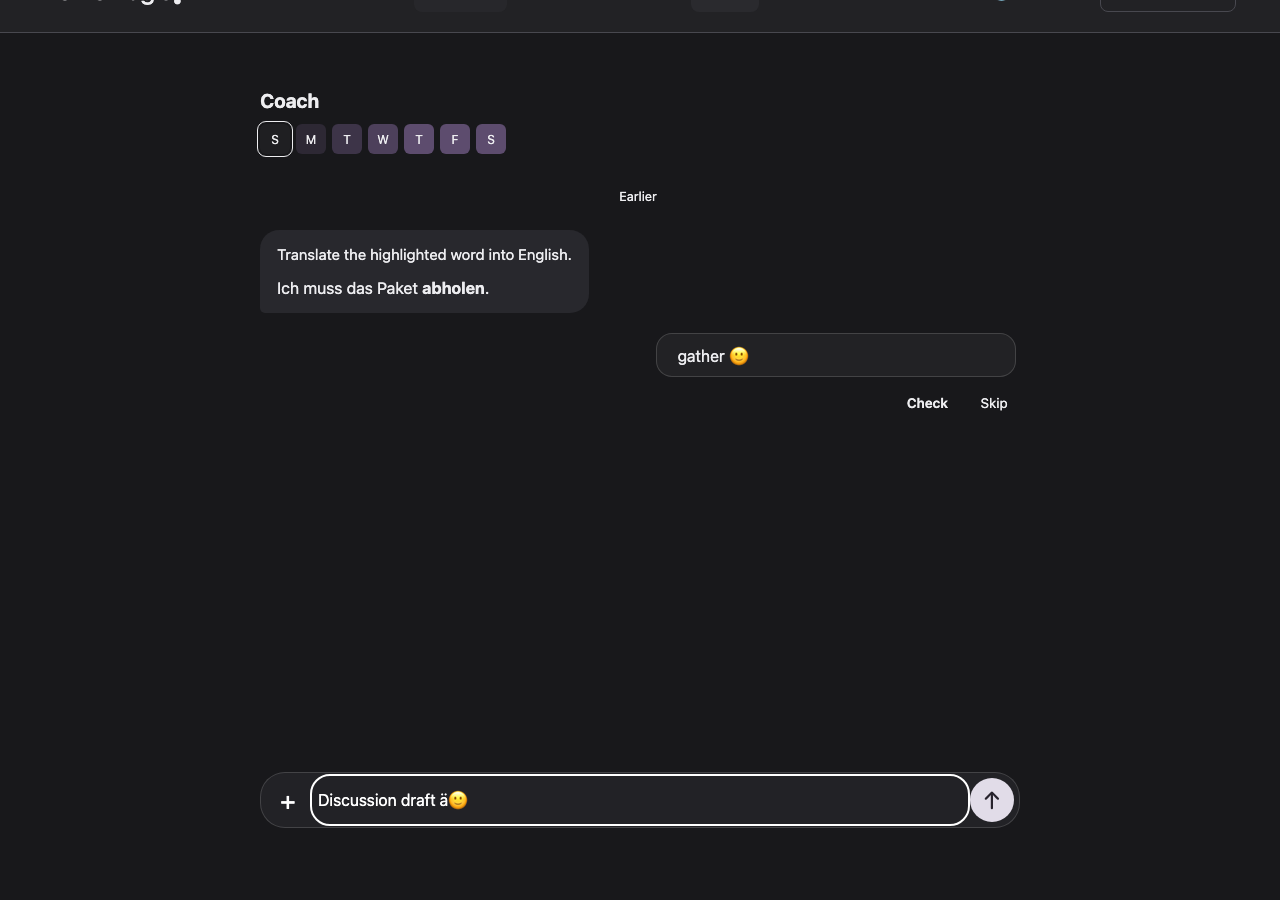 Coach
S M T W T F S
Earlier
Translate the highlighted word into English.
Ich muss das Paket abholen.
gather 🙂
Check Skip
+ Discussion draft ä🙂